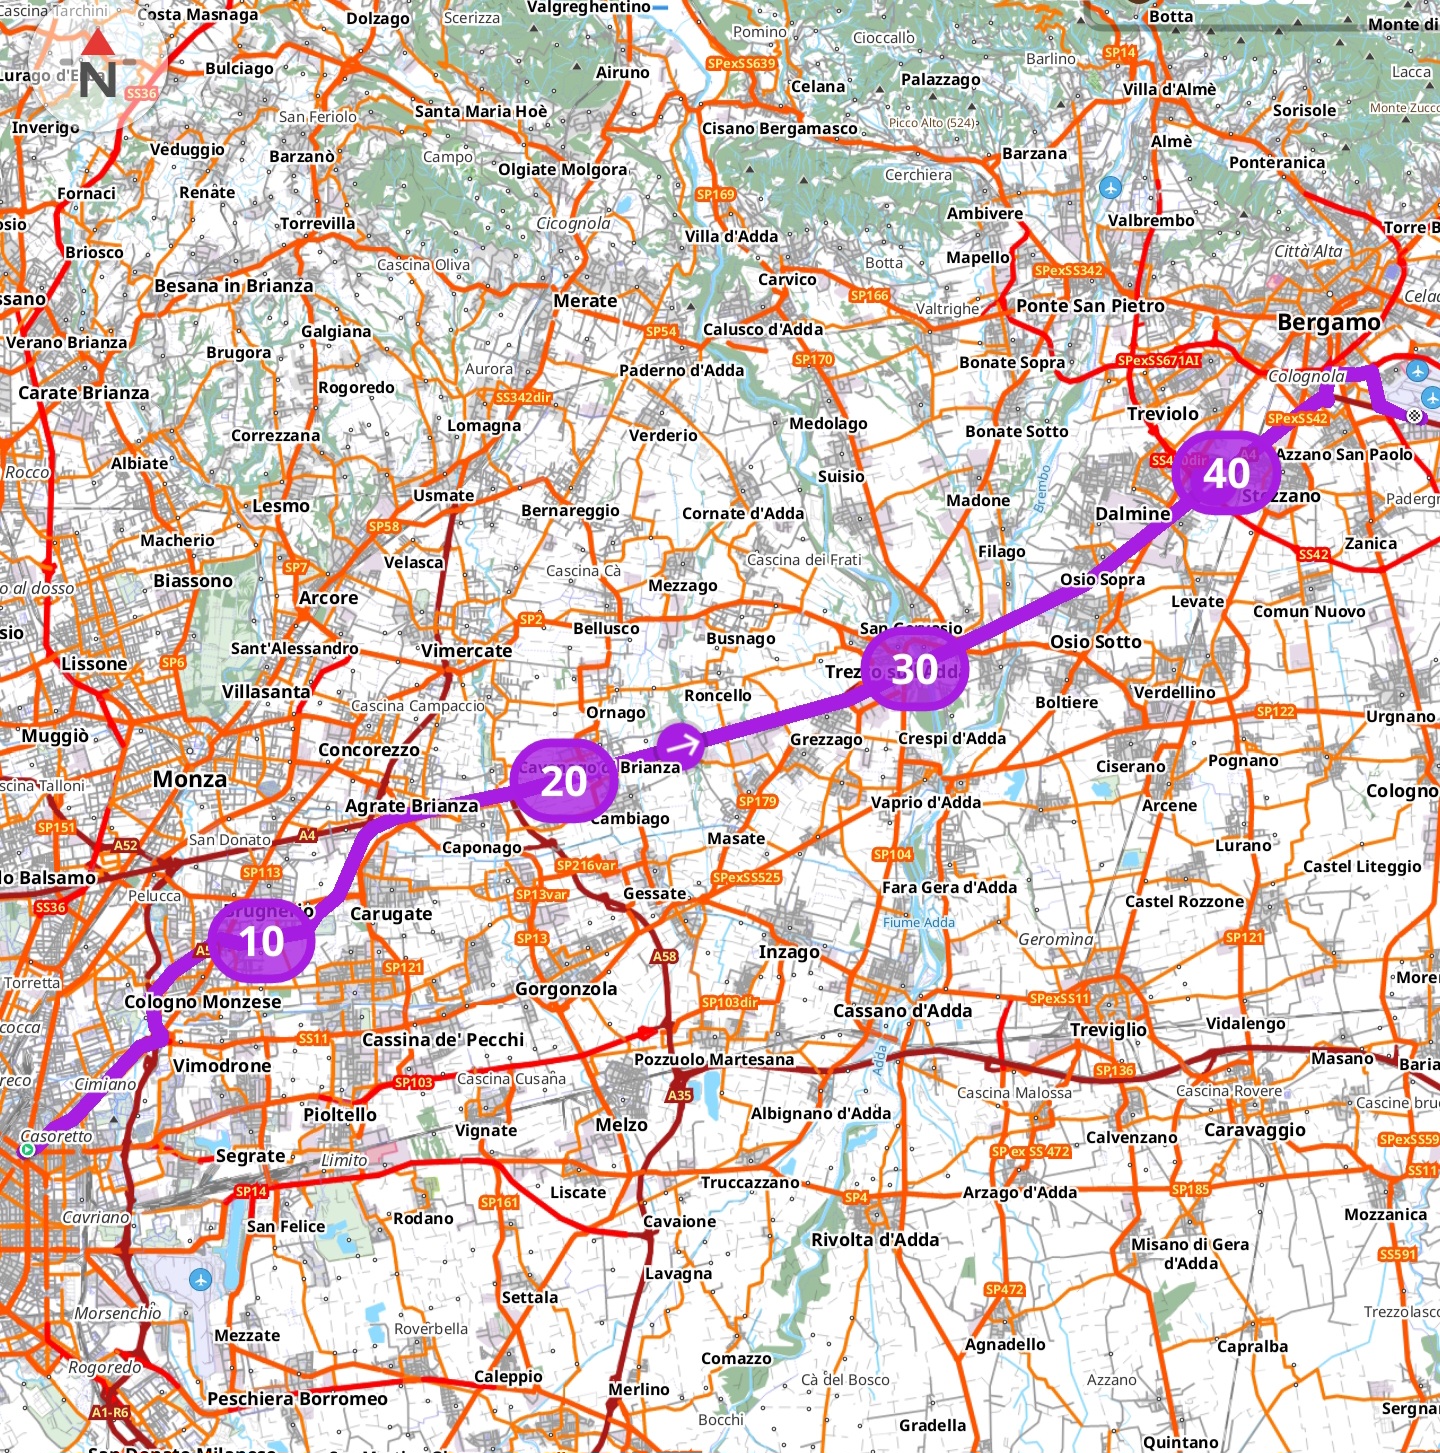 Cascina Tarchini
Costa Masnaga
Dolzago
Scerizza
Valgreghentino
Botta
Monte di
Pomino
Cioccallo
SP14
Barlino
Lacca
N
SS36
Bulciago
Airuno
SPexSS639
Celana
Palazzago
Villa d'Almè
Monte Zucco
Inverigo
San Feriolo
Santa Maria Hoè
Cisano Bergamasco
Picco Alto (524)
Sorisole
Veduggio
Barzanò
Campo
Olgiate Molgora
Barzana
Almè
Ponteranica
Cerchiera
Fornaci
Renate
SP169
Torrevilla
Cicognola
Ambivere
Valbrembo
Torre B
osio
Villa d'Adda
Briosco
Cascina Oliva
Botta
Mapello
SPexSS342
Città Alta
Besana in Brianza
Carvico
SP166
Valtrighe
Ponte San Pietro
Celad
ssano
Merate
Bergamo
Verano Brianza
Galgiana
SP54
Calusco d'Adda
Brugora
Aurora
Paderno d'Adda
SP170
Bonate Sopra
SPexSS671AI
Colognola
Carate Brianza
Rogoredo
SS342dir
Treviolo
SPexSS42
Correzzana
Lomagna
Verderio
Medolago
Bonate Sotto
Azzano San Paolo
Rocco
Albiate
Suisio
Brembo
40
A4
Lesmo
Usmate
Bernareggio
Cornate d'Adda
Madone
Dalmine
Stezzano
Padergn
Macherio
SP58
Velasca
Cascina Cà
Cascina dei Frati
Filago
SS42
Zanica
o al dosso
Biassono
SP7
Arcore
Mezzago
Osio Sopra
Levate
Comun Nuovo
sio
SP2
Bellusco
Busnago
San Gervasio
Osio Sotto
Lissone
SP6
Sant'Alessandro
Vimercate
30
Villasanta
Cascina Campaccio
Roncello
Boltiere
Verdellino
Muggiò
Ornago
SP122
Urgnano
Concorezzo
Grezzago
Crespi d'Adda
Monza
Brianza
20
Ciserano
Pognano
scina Talloni
Agrate Brianza
Cambiago
SP179
Vaprio d'Adda
Arcene
Cologno
SP151
A52
San Donato
A4
Caponago
Masate
SP104
Lurano
Castel Liteggio
lo Balsamo
SP113
SP216var
SPexSS525
Fara Gera d'Adda
Pelucca
SP13var
Gessate
Castel Rozzone
SS36
Brugherio
Carugate
Fiume Adda
10
SP13
A58
Inzago
Geromina
SP121
Torretta
SP121
Gorgonzola
SP103dir
SPexSS11
More
Cologno Monzese
Cassano d'Adda
cocca
SS11
Cassina de' Pecchi
Treviglio
Vidalengo
Vimodrone
Pozzuolo Martesana
Adda
SP136
Masano
Baria
reco
Cimiano
SP103
Cascina Cusana
A35
Cascina Malossa
Cascina Rovere
Pioltello
Albignano d'Adda
Cascine bru
Casoretto
Vignate
Melzo
Calvenzano
Caravaggio
SPexSS59
Segrate
Limito
SP ex SS 472
SS11
SP14
SP161
Liscate
Truccazzano
SP4
Arzago d'Adda
SP185
Cavriano
San Felice
Rodano
Cavaione
Mozzanica
Rivolta d'Adda
Misano di Gera
d'Adda
SS591
Lavagna
Settala
SP472
Morsenchio
Roverbella
Trezzolasco
Mezzate
Agnadello
Capralba
Rogoredo
Comazzo
Cà del Bosco
Azzano
Peschiera Borromeo
Caleppio
Merlino
A1-R6
Bocchi
Gradella
Sergna
San Donato Milanese
Quintano